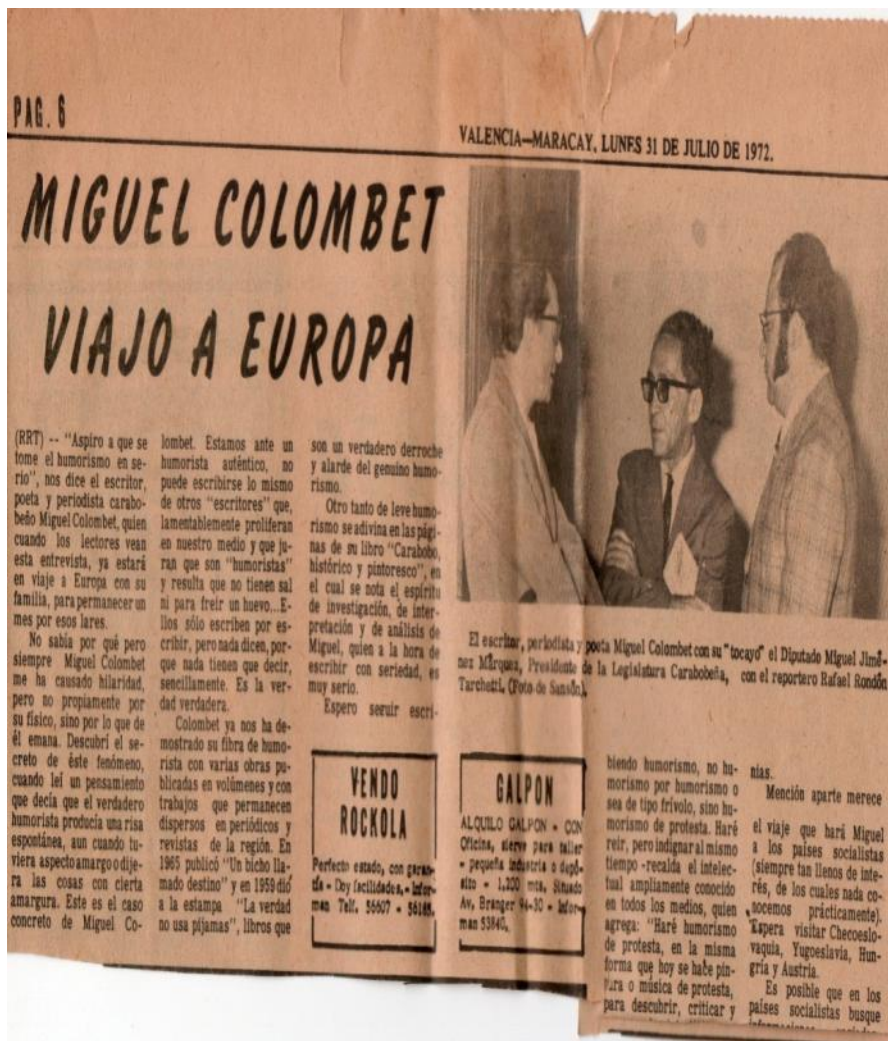 PAG. 6
VALENCIA—MARACAY, LUNES 31 DE JULIO DE 1972.
MIGUEL COLOMBET
VIAJO A EUROPA
(RRT) -- "Aspiro a que se
tome el humorismo en se-
rio", nos dice el escritor,
poeta y periodista carabo-
beño Miguel Colombet, quien
cuando los lectores vean
esta entrevista, ya estará
en viaje a Europa con su
familia, para permanecer un
mes por esos lares.
No sabía por qué pero
siempre Miguel Colombet
me ha causado hilaridad,
pero no propiamente por
su físico, sino por lo que de
él emana. Descubrí el se-
creto de éste fenómeno,
cuando leí un pensamiento
que decía que el verdadero
humorista producía una risa
espontánea, aun cuando tu-
viera aspecto amargo o dije-
ra las cosas con cierta
amargura. Este es el caso
concreto de Miguel Co-
lombet. Estamos ante un
humorista auténtico, no
puede escribirse lo mismo
de otros "escritores" que,
lamentablemente proliferan
en nuestro medio y que ju-
ran que son "humoristas"
y resulta que no tienen sal
ni para freir un huevo...E-
llos sólo escriben por es-
cribir, pero nada dicen, por-
que nada tienen que decir,
sencillamente. Es la ver-
dad verdadera.
Colombet ya nos ha de-
mostrado su fibra de humo-
rista con varias obras pu-
blicadas en volúmenes y con
trabajos que permanecen
dispersos en periódicos y
revistas de la región. En
1965 publicó "Un bicho lla-
mado destino" y en 1959 dió
a la estampa "La verdad
no usa pijamas", libros que
son un verdadero derroche
y alarde del genuino humo-
rismo.
Otro tanto de leve humo-
rismo se adivina en las pági-
nas de su libro "Carabobo,
histórico y pintoresco", en
el cual se nota el espíritu
de investigación, de inter-
pretación y de análisis de
Miguel, quien a la hora de
escribir con seriedad, es
muy serio.
Espero seguir escri-
El escritor, periodista y poeta Miguel Colombet con su "tocayo" el Diputado Miguel Jimé-
nez Márquez, Presidente de la Legislatura Carabobeña, con el reportero Rafael Rondón
Tarchetti. (Foto de Sansón).
VENDO
ROCKOLA
Perfecto estado, con garan-
tía - Doy facilidades. - Infor-
man Telf. 56607 - 56185.
GALPON
ALQUILO GALPON - CON
Oficina, sierve para taller
- pequeña industria o depó-
sito - 1,200 mts. Situado
Av. Branger 94-30 - Infor-
man 53840.
biendo humorismo, no hu-
morismo por humorismo o
sea de tipo frívolo, sino hu-
morismo de protesta. Haré
reir, pero indignar al mismo
tiempo -recalda el intelec-
tual ampliamente conocido
en todos los medios, quien
agrega: "Haré humorismo
de protesta, en la misma
forma que hoy se hace pin-
tura o música de protesta,
para descubrir, criticar y
nías.
Mención aparte merece
el viaje que hará Miguel
a los países socialistas
(siempre tan llenos de inte-
rés, de los cuales nada co-
nocemos prácticamente).
Espera visitar Checoeslo-
vaquia, Yugoeslavia, Hun-
gría y Austria.
Es posible que en los
países socialistas busque